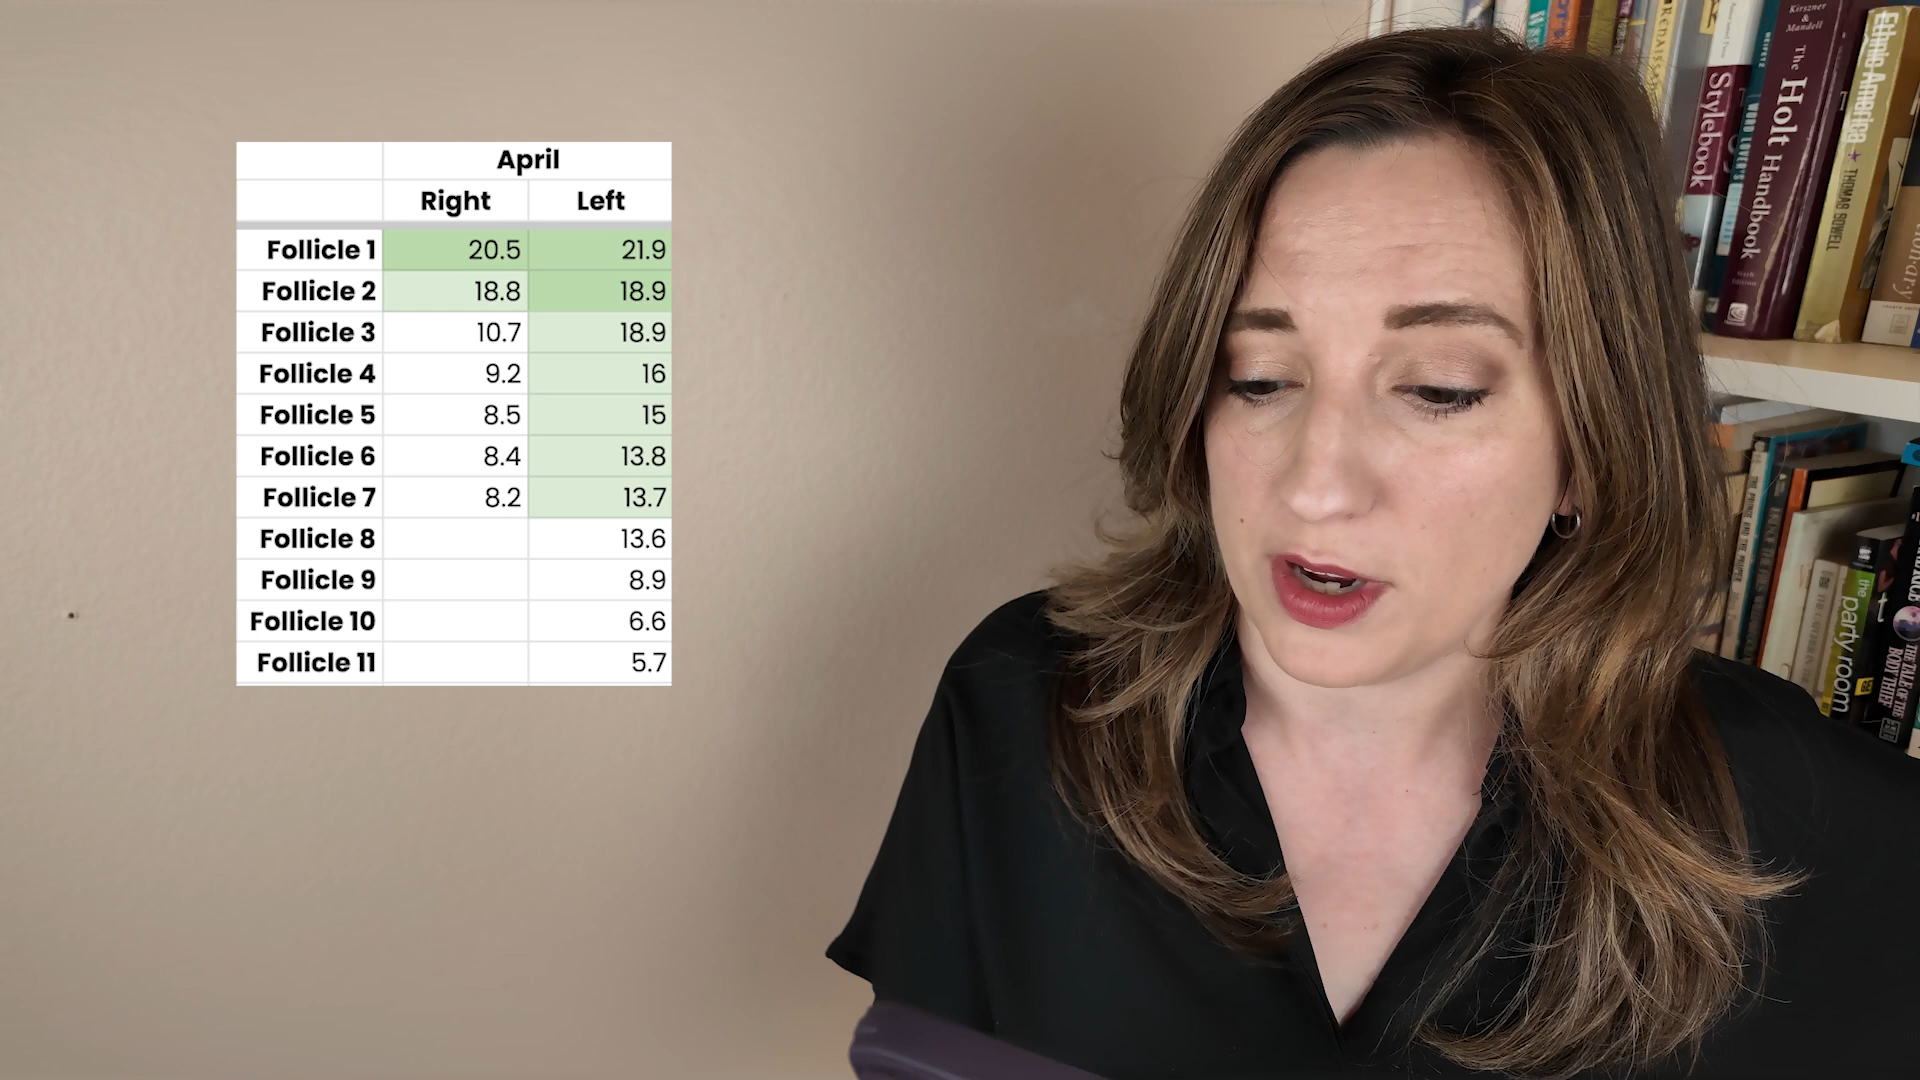 April
Right Left
Follicle 1 20.5 21.9
Follicle 2 18.8 18.9
Follicle 3 10.7 18.9
Follicle 4 9.2 16
Follicle 5 8.5 15
Follicle 6 8.4 13.8
Follicle 7 8.2 13.7
Follicle 8 13.6
Follicle 9 8.9
Follicle 10 6.6
Follicle 11 5.7
Stylebook
Kirszner
&
Mandell
The Holt Handbook
Ethnic America
THOMAS SOWELL
the party room
THE TALE OF THE
BODY THIEF